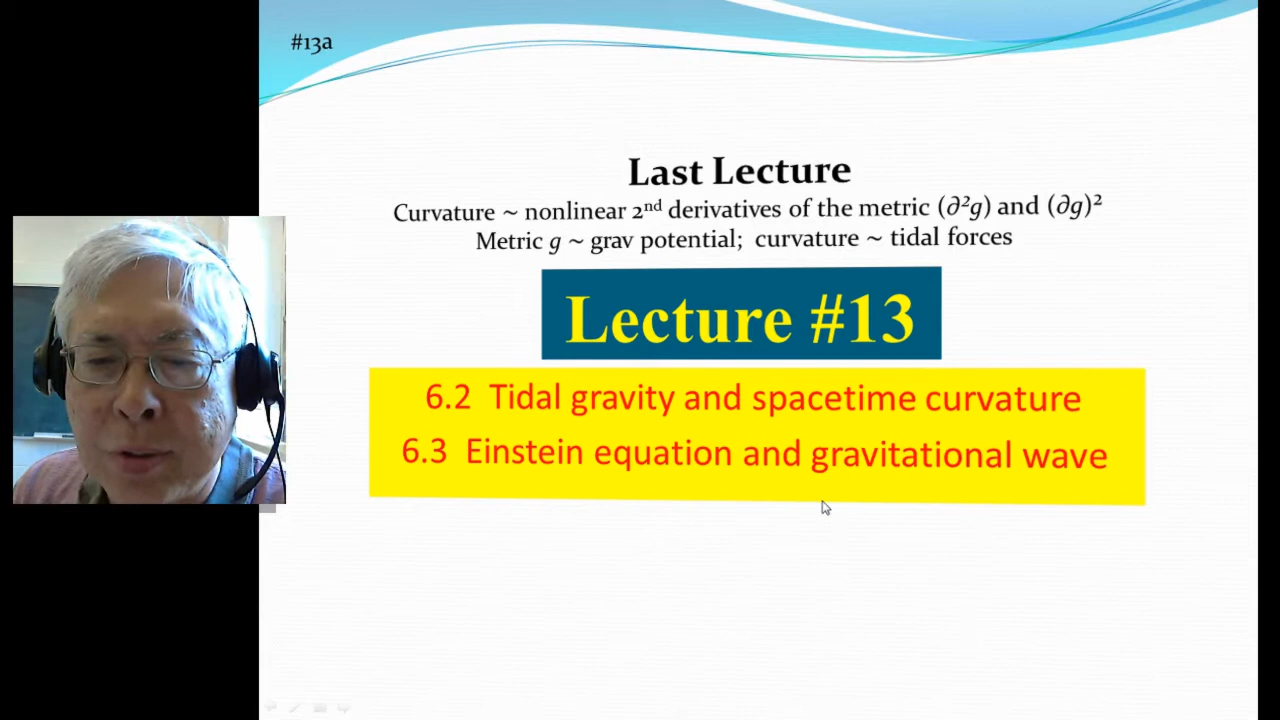 #13a
Last Lecture
Curvature ~ nonlinear 2nd derivatives of the metric (∂²g) and (∂g)²
Metric g ~ grav potential; curvature ~ tidal forces
Lecture #13
6.2 Tidal gravity and spacetime curvature
6.3 Einstein equation and gravitational wave